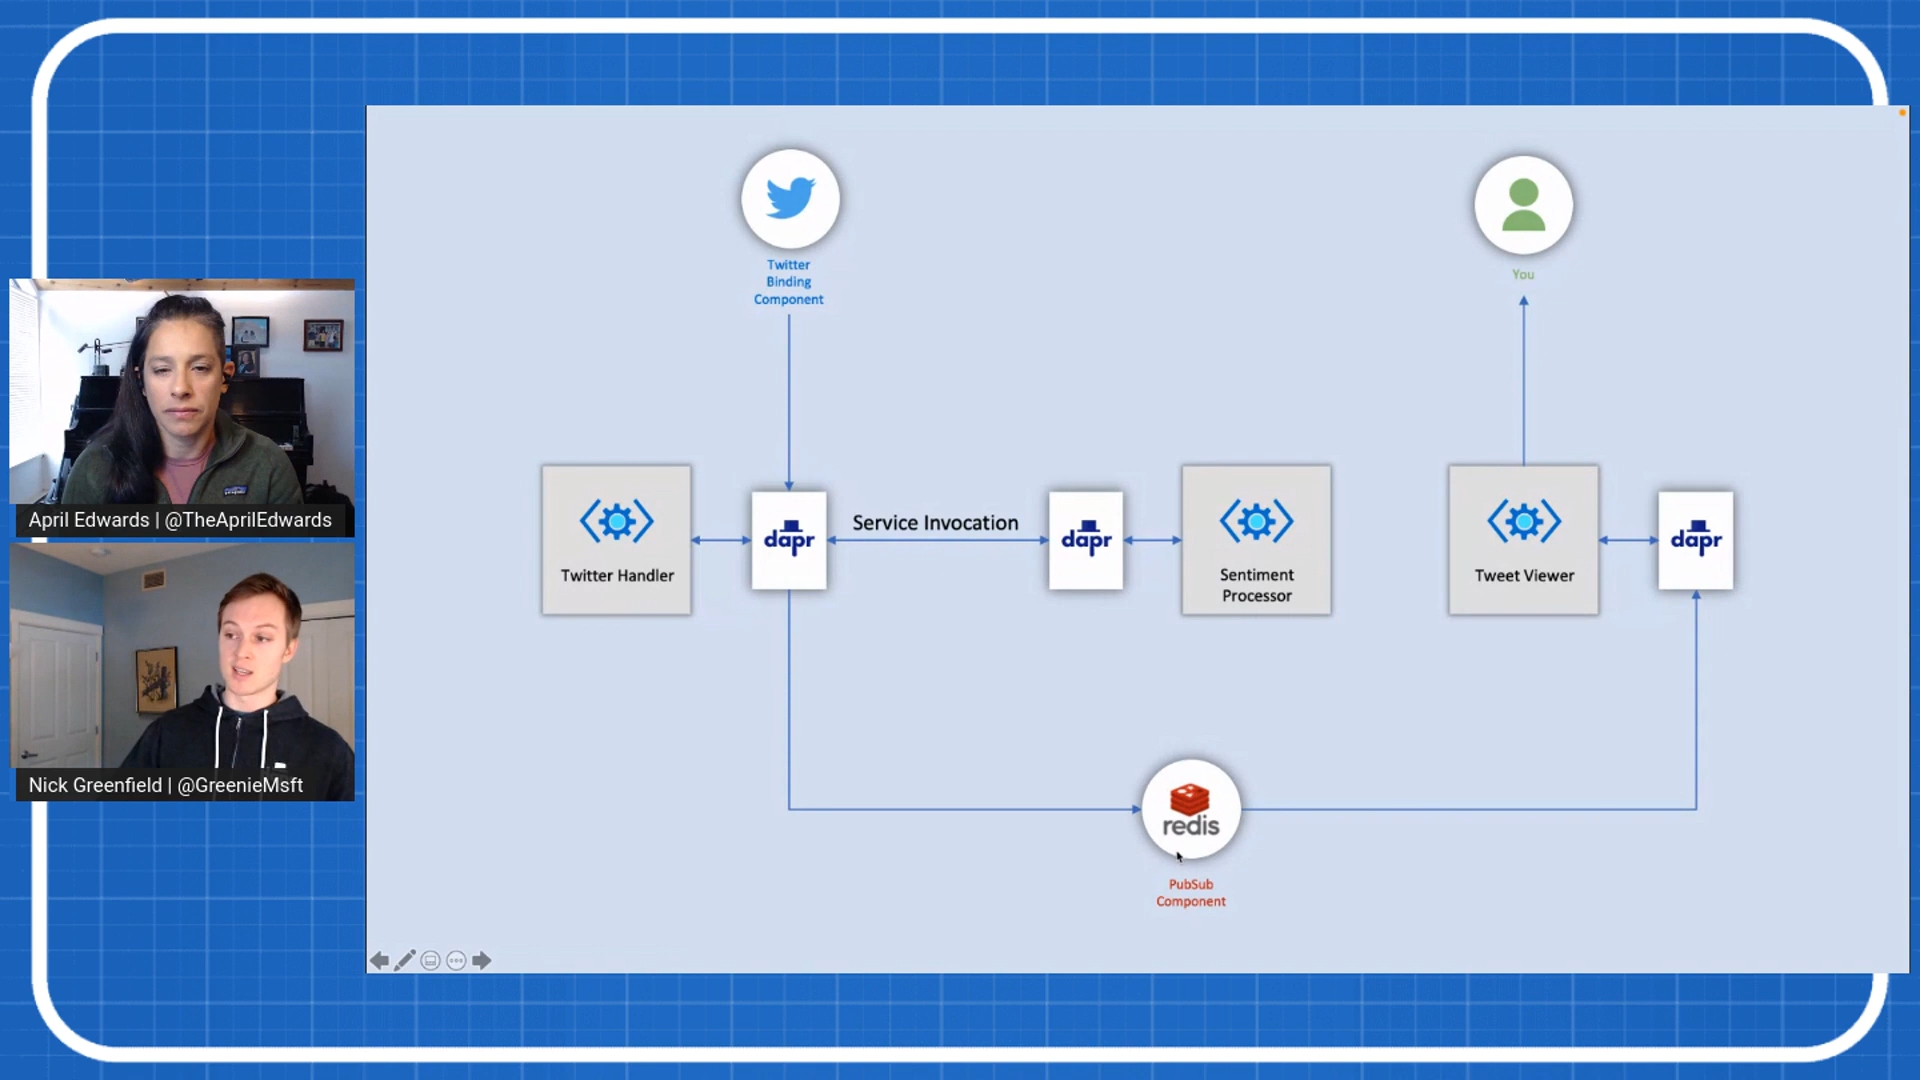 Twitter
Binding
Component
You
Twitter Handler
dapr
Service Invocation
dapr
Sentiment
Processor
Tweet Viewer
dapr
redis
PubSub
Component
April Edwards | @TheAprilEdwards
Nick Greenfield | @GreenieMsft